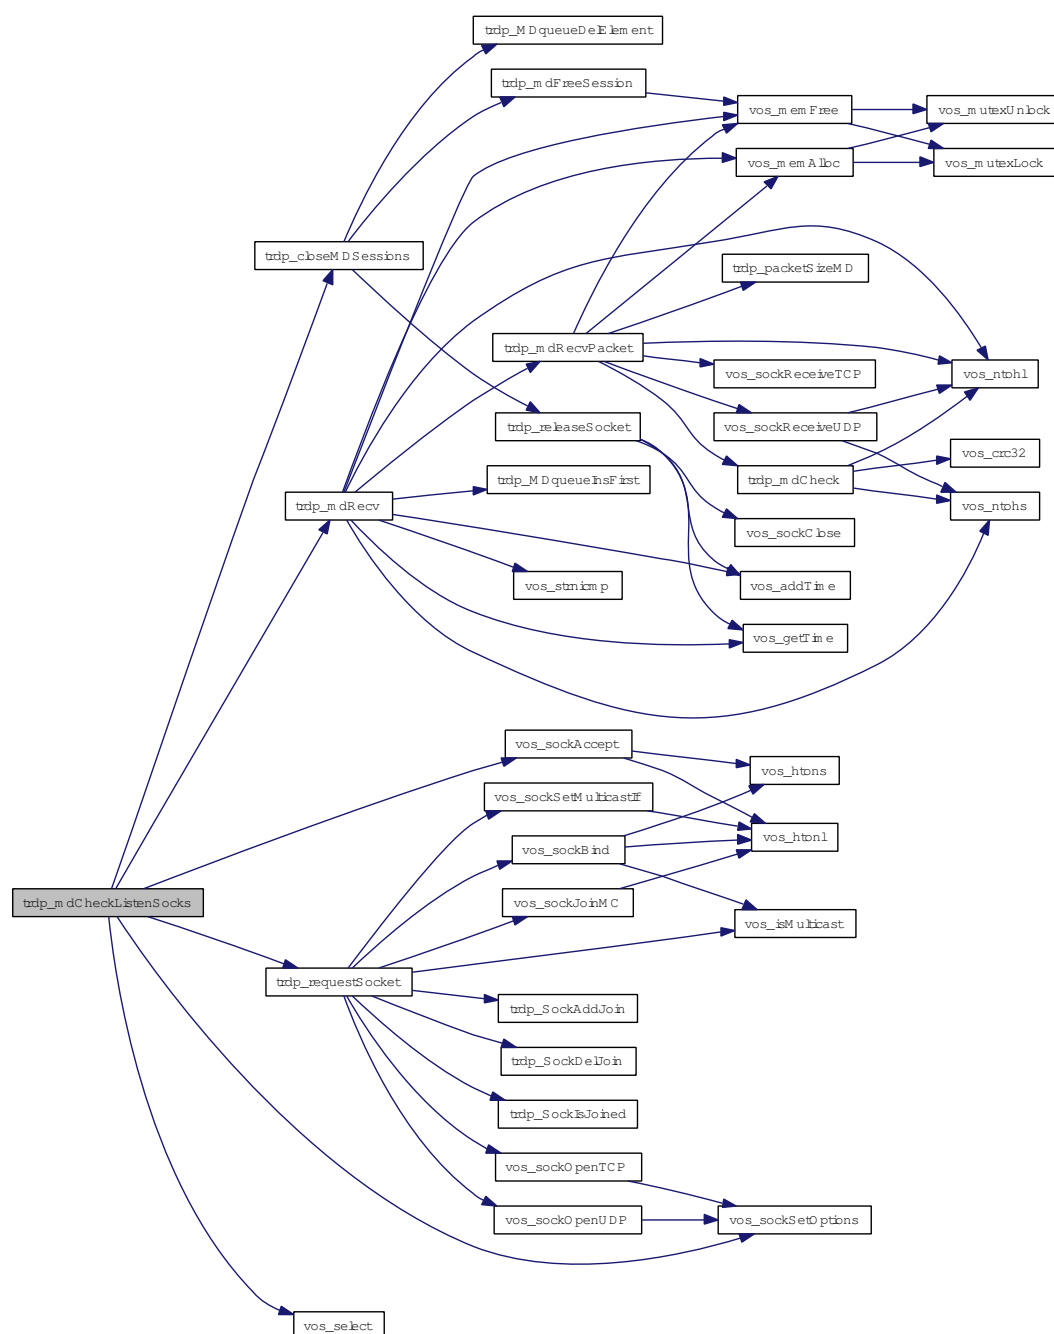 trdp_MDqueueDelElement
trdp_mdFreeSession
vos_memFree
vos_mutexUnlock
vos_memAlloc
vos_mutexLock
trdp_closeMDSessions
trdp_packetSizeMD
trdp_mdRecvPacket
vos_sockReceiveTCP
vos_ntohl
trdp_releaseSocket
vos_sockReceiveUDP
vos_crc32
trdp_MDqueueInsFirst
trdp_mdCheck
trdp_mdRecv
vos_ntohs
vos_sockClose
vos_strnicmp
vos_addTime
vos_getTime
vos_sockAccept
vos_htons
vos_sockSetMulticastIf
vos_htonl
vos_sockBind
trdp_mdCheckListenSocks
vos_sockJoinMC
vos_isMulticast
trdp_requestSocket
trdp_SockAddJoin
trdp_SockDelJoin
trdp_SockIsJoined
vos_sockOpenTCP
vos_sockOpenUDP
vos_sockSetOptions
vos_select